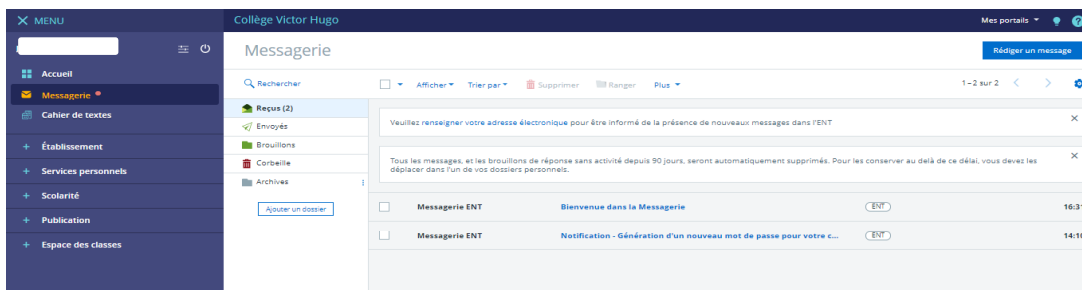 MENU
Collège Victor Hugo
Mes portails
Messagerie
Rédiger un message
Accueil
Messagerie
Cahier de textes
Établissement
Services personnels
Scolarité
Publication
Espace des classes
Rechercher
Reçus (2)
Envoyés
Brouillons
Corbeille
Archives
Ajouter un dossier
Afficher
Trier par
Supprimer
Ranger
Plus
1-2 sur 2
Veuillez renseigner votre adresse électronique pour être informé de la présence de nouveaux messages dans l'ENT
Tous les messages, et les brouillons de réponse sans activité depuis 90 jours, seront automatiquement supprimés. Pour les conserver au delà de ce délai, vous devez les
déplacer dans l'un de vos dossiers personnels.
Messagerie ENT Bienvenue dans la Messagerie ENT
Messagerie ENT Notification - Génération d'un nouveau mot de passe pour votre c... ENT